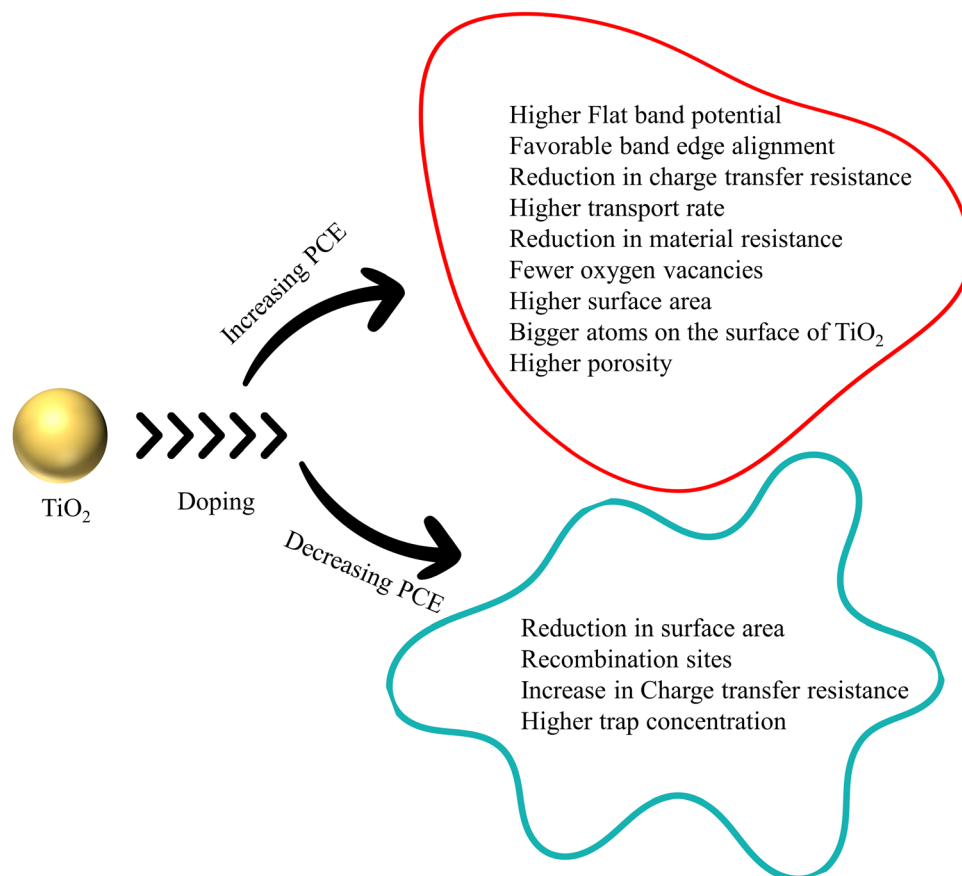 Higher Flat band potential
Favorable band edge alignment
Reduction in charge transfer resistance
Higher transport rate
Reduction in material resistance
Fewer oxygen vacancies
Higher surface area
Bigger atoms on the surface of TiO₂
Higher porosity
Increasing PCE
TiO₂
Doping
Decreasing PCE
Reduction in surface area
Recombination sites
Increase in Charge transfer resistance
Higher trap concentration